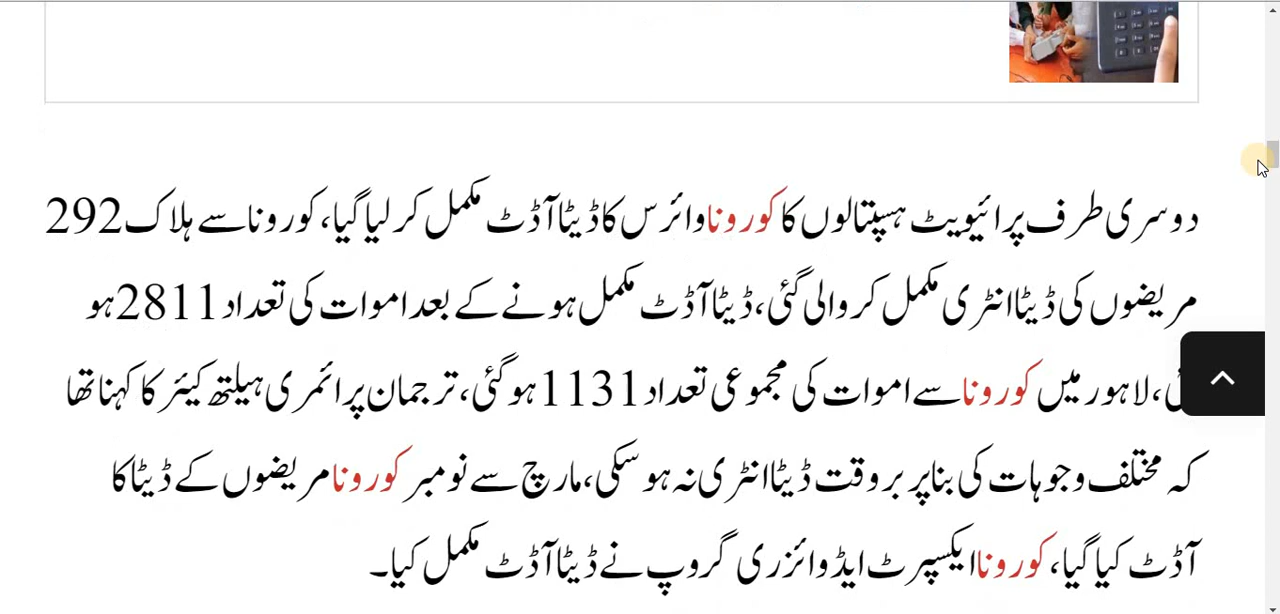 دوسری طرف پرائیویٹ ہسپتالوں کا کورونا وائرس کا ڈیٹا آڈٹ مکمل کر لیا گیا، کورونا سے ہلاک 292
مریضوں کی ڈیٹا انٹری مکمل کروالی گئی، ڈیٹا آڈٹ مکمل ہونے کے بعد اموات کی تعداد 2811 ہو
، لاہور میں کورونا سے اموات کی مجموعی تعداد 1131 ہوگئی، ترجمان پرائمری ہیلتھ کیئر کا کہنا تھا
کہ مختلف وجوہات کی بنا پر بروقت ڈیٹا انٹری نہ ہو سکی، مارچ سے نومبر کورونا مریضوں کے ڈیٹا کا
آڈٹ کیا گیا، کورونا ایکسپرٹ ایڈوائزری گروپ نے ڈیٹا آڈٹ مکمل کیا۔